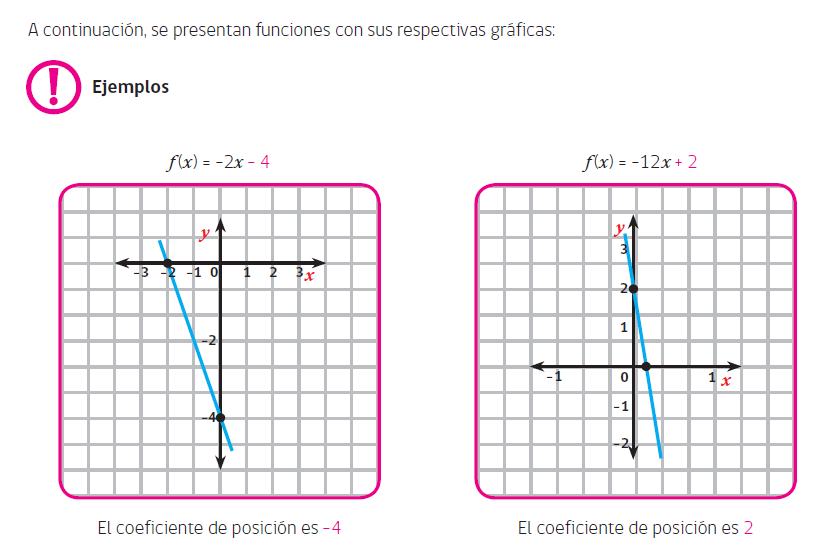 A continuación, se presentan funciones con sus respectivas gráficas:
! Ejemplos
f(x) = -2x - 4
y
-3 -2 -1 0 1 2 3 x
-2
-4
El coeficiente de posición es -4
f(x) = -12x + 2
y
3
2
1
-1 0 1 x
-1
-2
El coeficiente de posición es 2